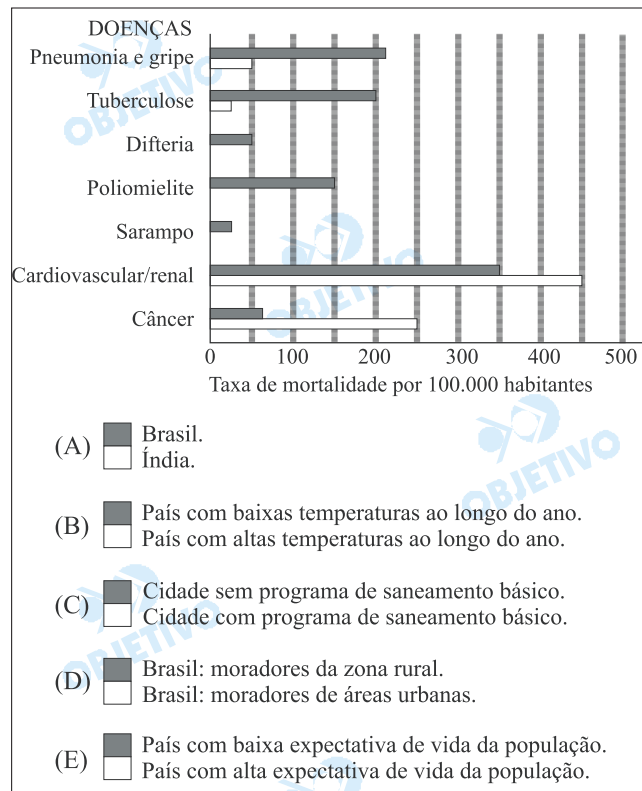 DOENÇAS
Pneumonia e gripe
Tuberculose
Difteria
Poliomielite
Sarampo
Cardiovascular/renal
Câncer
0 100 200 300 400 500
Taxa de mortalidade por 100.000 habitantes
(A) Brasil.
Índia.
(B) País com baixas temperaturas ao longo do ano.
País com altas temperaturas ao longo do ano.
(C) Cidade sem programa de saneamento básico.
Cidade com programa de saneamento básico.
(D) Brasil: moradores da zona rural.
Brasil: moradores de áreas urbanas.
(E) País com baixa expectativa de vida da população.
País com alta expectativa de vida da população.
OBJETIVO
OBJETIVO
OBJETIVO
OBJETIVO